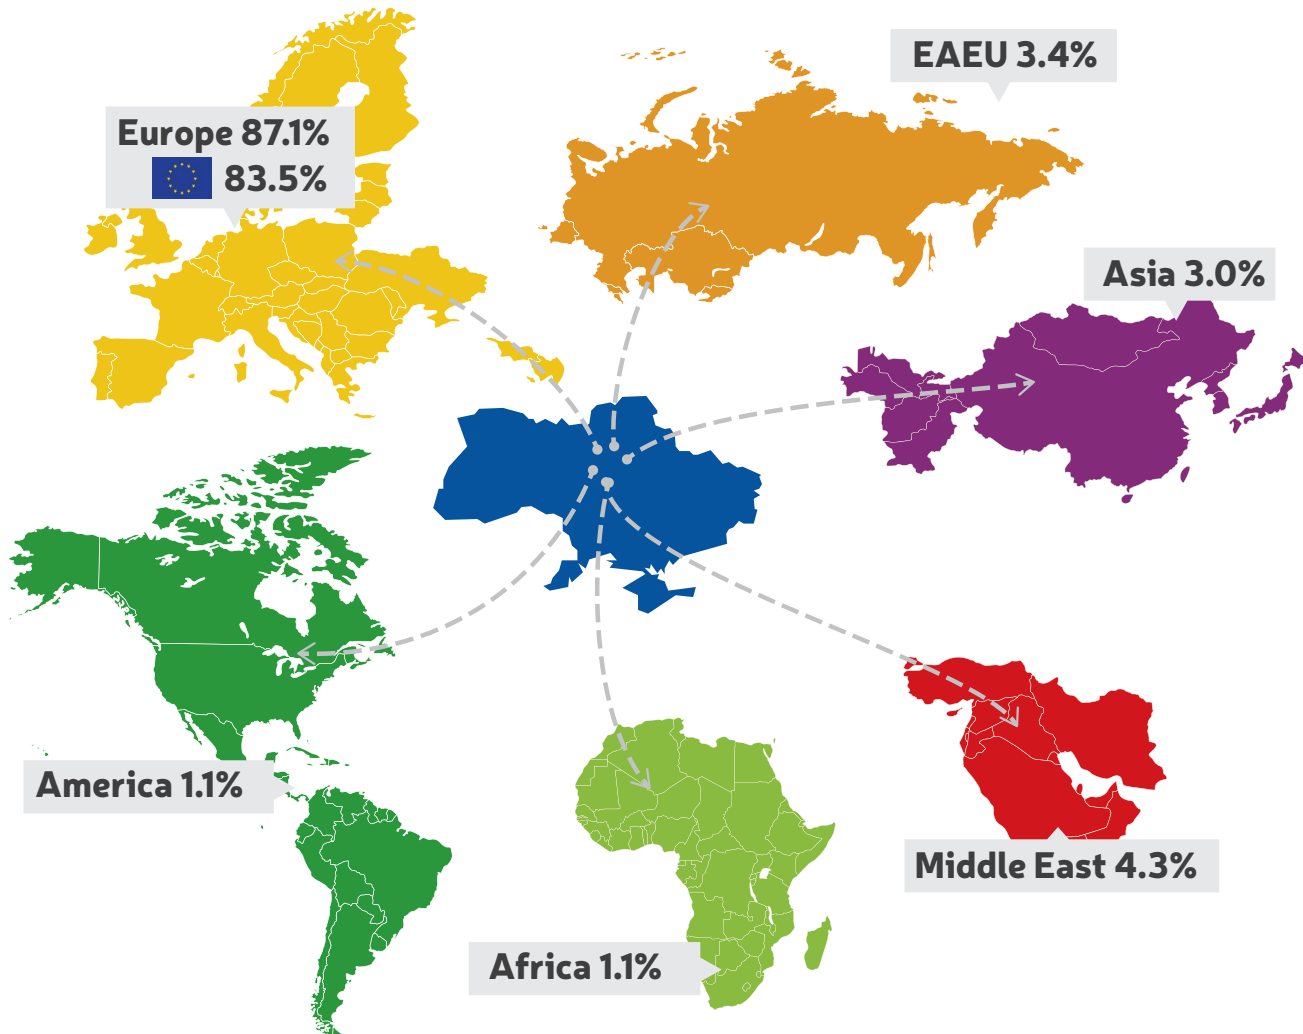 EAEU 3.4%
Europe 87.1%
83.5%
Asia 3.0%
America 1.1%
Middle East 4.3%
Africa 1.1%